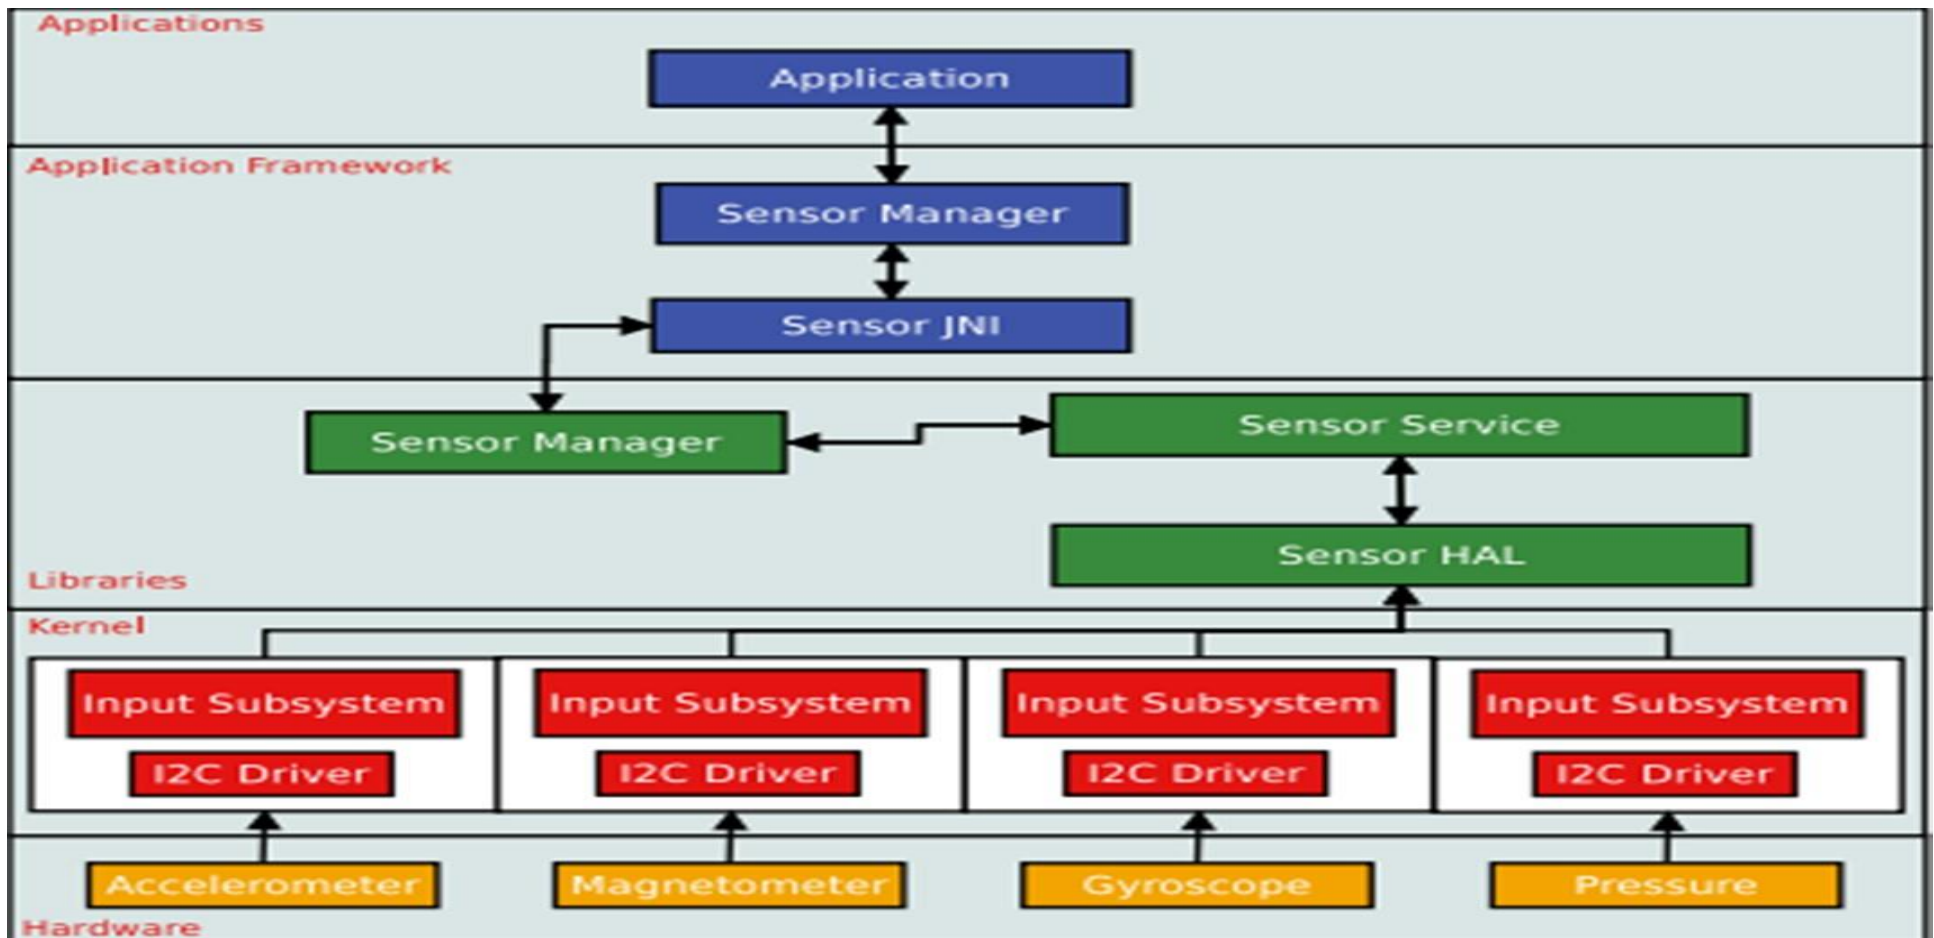 Applications
Application
Application Framework
Sensor Manager
Sensor JNI
Sensor Manager
Sensor Service
Sensor HAL
Libraries
Kernel
Input Subsystem
Input Subsystem
Input Subsystem
Input Subsystem
I2C Driver
I2C Driver
I2C Driver
I2C Driver
Accelerometer
Magnetometer
Gyroscope
Pressure
Hardware